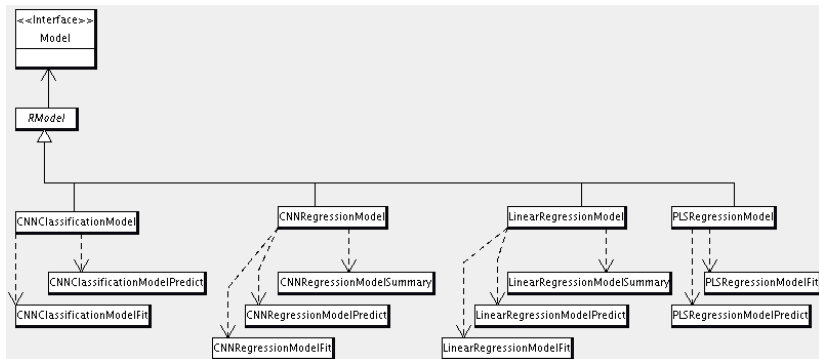 <<Interface>>
Model
RModel
CNNClassificationModel
CNNRegressionModel
LinearRegressionModel
PLSRegressionModel
CNNClassificationModelPredict
CNNRegressionModelSummary
LinearRegressionModelSummary
PLSRegressionModelFit
CNNClassificationModelFit
CNNRegressionModelPredict
LinearRegressionModelPredict
PLSRegressionModelPredict
CNNRegressionModelFit
LinearRegressionModelFit